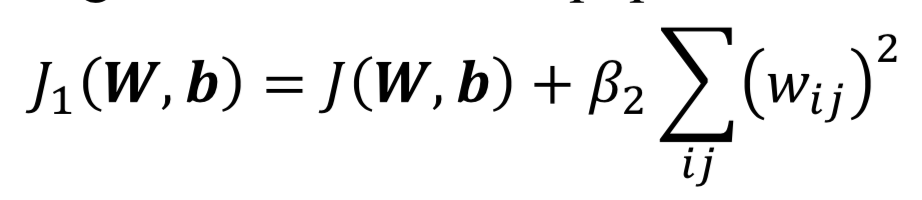 J₁(W, b) = J(W, b) + β₂ ∑ij (wij)²